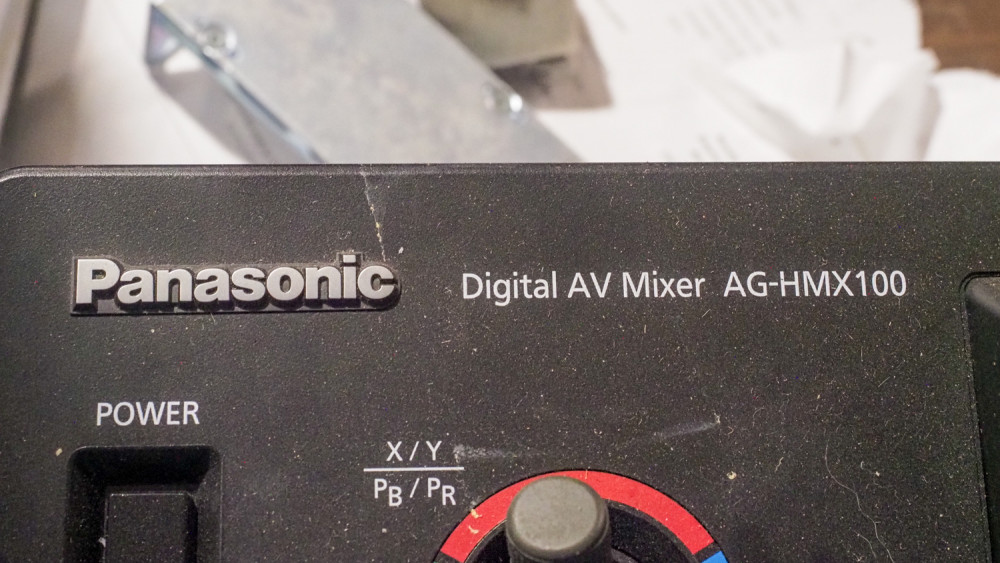 Panasonic
Digital AV Mixer AG-HMX100
POWER
X / Y
PB / PR